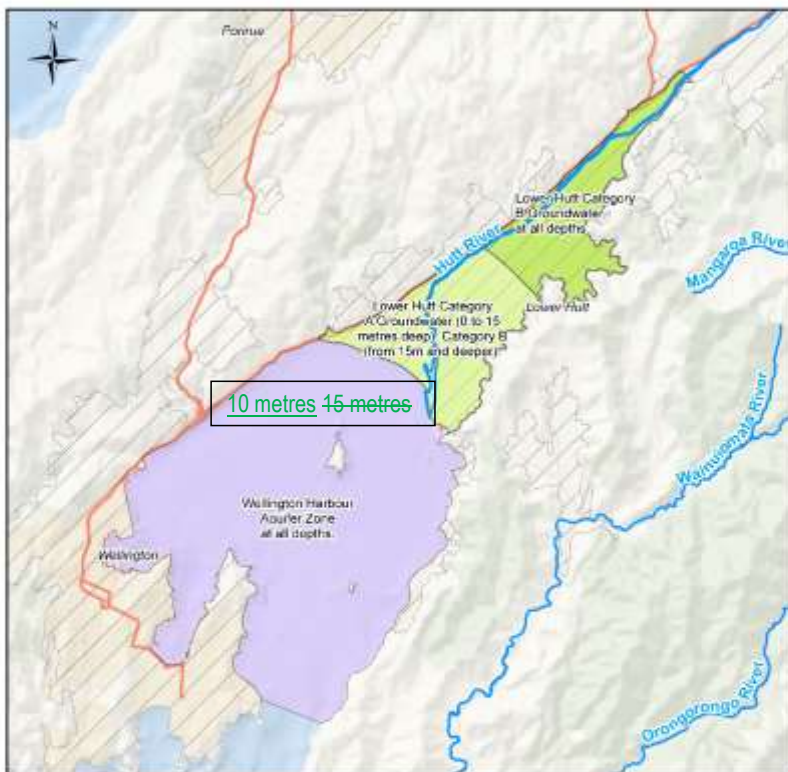 N
Porirua
Lower Hutt Category
B Groundwater
at all depths
Hutt River
Mangaroa River
Lower Hutt
Lower Hutt Category
A Groundwater (0 to 15
metres deep). Category B
(from 15m and deeper)
10 metres 15 metres
Wainuiomata River
Wellington Harbour
Aquifer Zone
at all depths.
Wellington
Orongorongo River